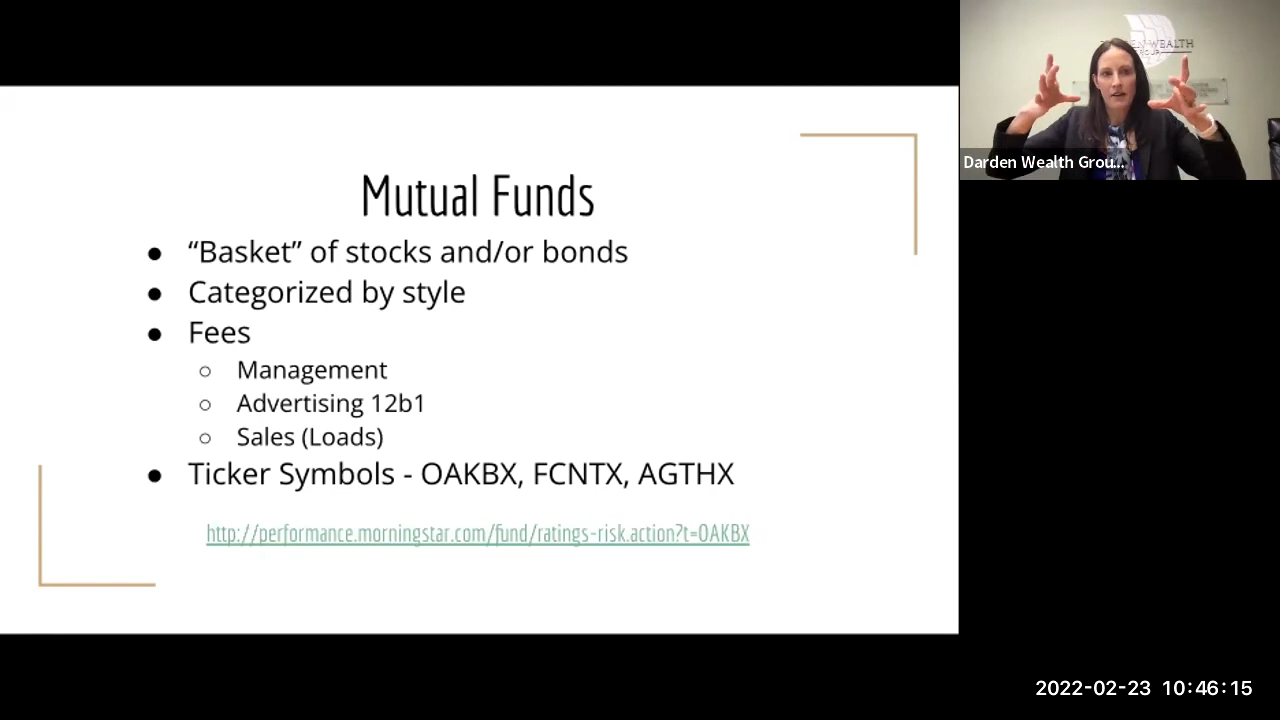 Mutual Funds
● “Basket” of stocks and/or bonds
● Categorized by style
● Fees
○ Management
○ Advertising 12b1
○ Sales (Loads)
● Ticker Symbols - OAKBX, FCNTX, AGTHX
http://performance.morningstar.com/fund/ratings-risk.action?t=OAKBX
WEALTH
GROUP
Darden Wealth Grou...
2022-02-23 10:46:15